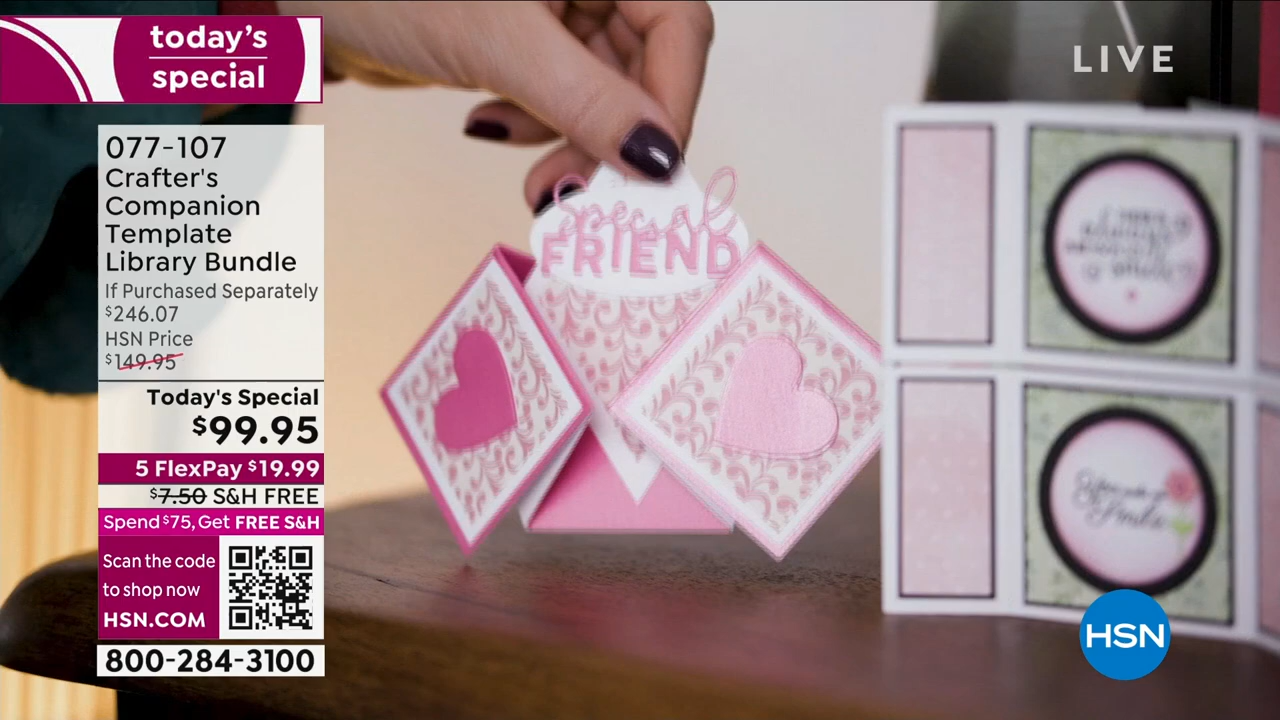 today's
special
LIVE
077-107
Crafter's
Companion
Template
Library Bundle
If Purchased Separately
$246.07
HSN Price
$149.95
Today's Special
$99.95
5 FlexPay $19.99
$7.50 S&H FREE
Spend $75, Get FREE S&H
Scan the code
to shop now
HSN.COM
800-284-3100
Special
FRIEND
HSN